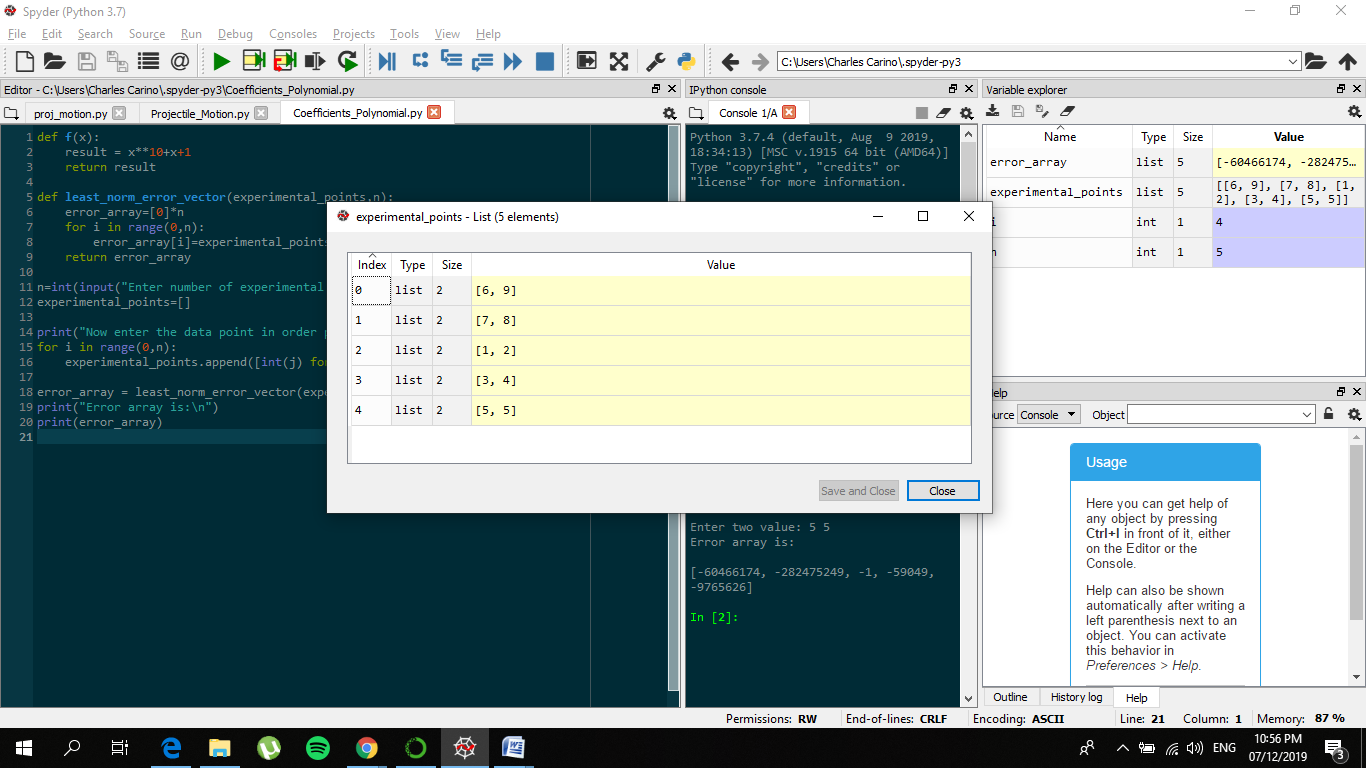 Spyder (Python 3.7)
File Edit Search Source Run Debug Consoles Projects Tools View Help
C:\Users\Charles Carino\.spyder-py3
Editor - C:\Users\Charles Carino\.spyder-py3\Coefficients_Polynomial.py
proj_motion.py Projectile_Motion.py Coefficients_Polynomial.py
1 def f(x):
2 result = x**10+x+1
3 return result
4
5 def least_norm_error_vector(experimental_points,n):
6 error_array=[0]*n
7 for i in range(0,n):
8 error_array[i]=experimental_points
9 return error_array
10
11 n=int(input("Enter number of experimental
12 experimental_points=[]
13
14 print("Now enter the data point in order p
15 for i in range(0,n):
16 experimental_points.append([int(j) for
17
18 error_array = least_norm_error_vector(exp
19 print("Error array is:\n")
20 print(error_array)
21
IPython console
Console 1/A
Python 3.7.4 (default, Aug 9 2019,
18:34:13) [MSC v.1915 64 bit (AMD64)]
Type "copyright", "credits" or
"license" for more information.
experimental_points - List (5 elements)
Index Type Size Value
0 list 2 [6, 9]
1 list 2 [7, 8]
2 list 2 [1, 2]
3 list 2 [3, 4]
4 list 2 [5, 5]
Save and Close Close
Enter two value: 5 5
Error array is:
[-60466174, -282475249, -1, -59049,
-9765626]
In [2]:
Variable explorer
Name Type Size Value
error_array list 5 [-60466174, -282475…
experimental_points list 5 [[6, 9], [7, 8], [1,
2], [3, 4], [5, 5]]
i int 1 4
n int 1 5
elp
urce Console Object
Usage
Here you can get help of
any object by pressing
Ctrl+I in front of it, either
on the Editor or the
Console.
Help can also be shown
automatically after writing a
left parenthesis next to an
object. You can activate
this behavior in
Preferences > Help.
Outline History log Help
Permissions: RW End-of-lines: CRLF Encoding: ASCII Line: 21 Column: 1 Memory: 87 %
ENG 10:56 PM
07/12/2019
3